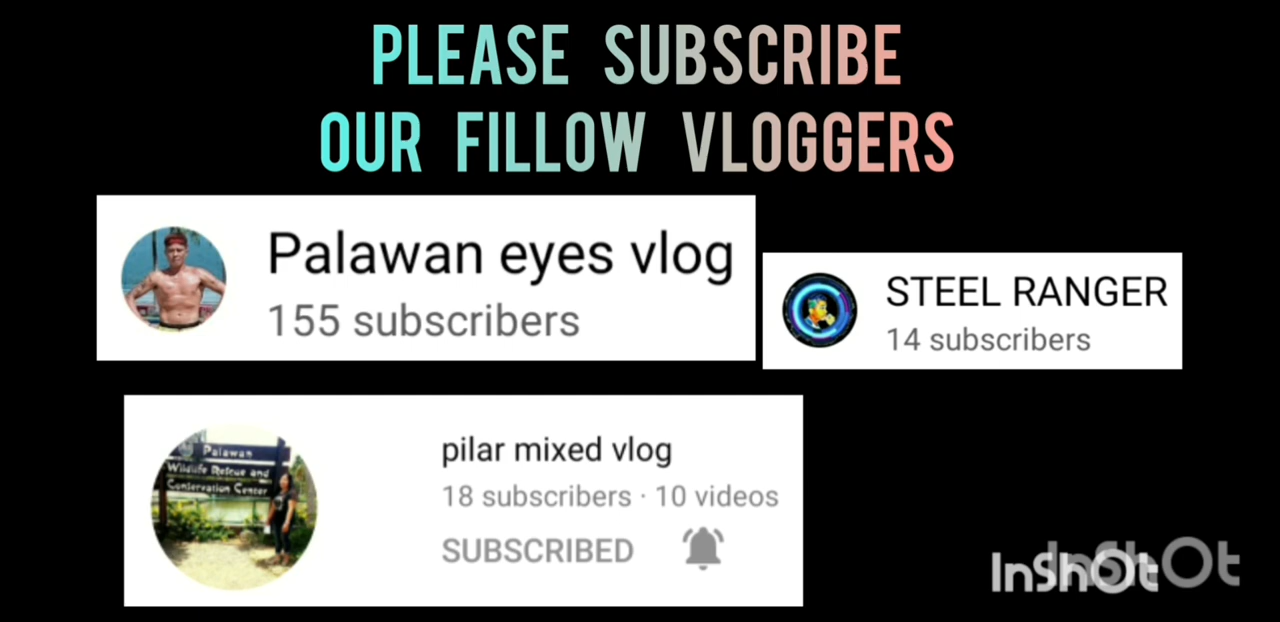 PLEASE SUBSCRIBE
OUR FILLOW VLOGGERS
Palawan eyes vlog
155 subscribers
STEEL RANGER
14 subscribers
Palawan
Wildlife Rescue and
Conservation Center
pilar mixed vlog
18 subscribers · 10 videos
SUBSCRIBED
InShOt
InShOt